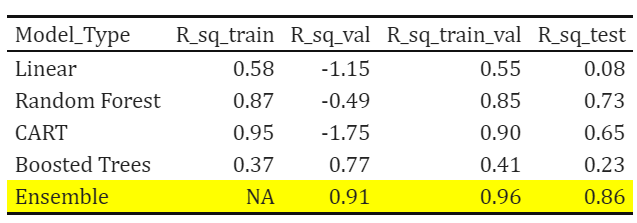 Model_Type R_sq_train R_sq_val R_sq_train_val R_sq_test
Linear 0.58 -1.15 0.55 0.08
Random Forest 0.87 -0.49 0.85 0.73
CART 0.95 -1.75 0.90 0.65
Boosted Trees 0.37 0.77 0.41 0.23
Ensemble NA 0.91 0.96 0.86